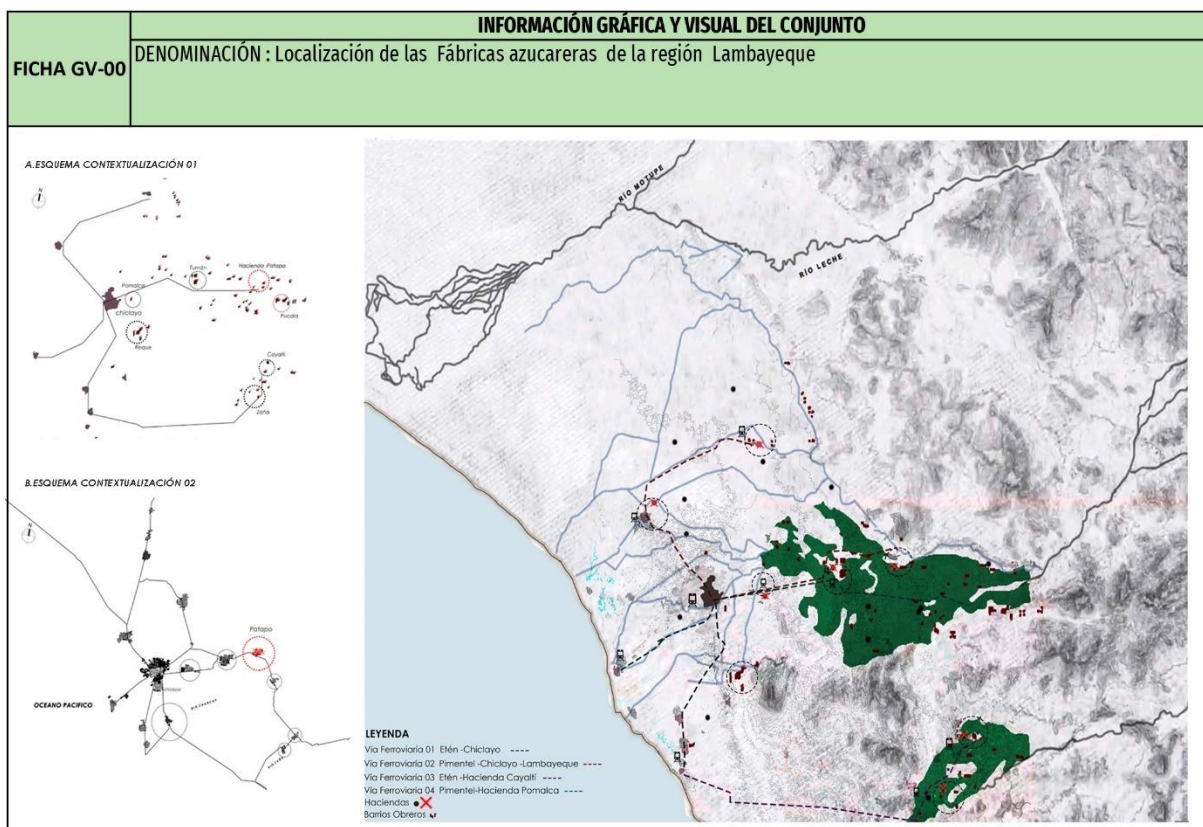 INFORMACIÓN GRÁFICA Y VISUAL DEL CONJUNTO
FICHA GV-00
DENOMINACIÓN : Localización de las Fábricas azucareras de la región Lambayeque
A.ESQUEMA CONTEXTUALIZACIÓN 01
N
Tumán
Hacienda Patapo
Pomalca
chiclayo
Pucala
Reque
Cayaltí
Zaña
B.ESQUEMA CONTEXTUALIZACIÓN 02
N
Patapo
chiclayo
OCEANO PACIFICO
RIO CHANCAY
RÍO MOTUPE
RÍO LECHE
LEYENDA
Vía Ferroviaria 01 Etén -Chiclayo
Vía Ferroviaria 02 Pimentel -Chiclayo -Lambayeque
Vía Ferroviaria 03 Etén -Hacienda Cayaltí
Vía Ferroviaria 04 Pimentel-Hacienda Pomalca
Haciendas
Barrios Obreros